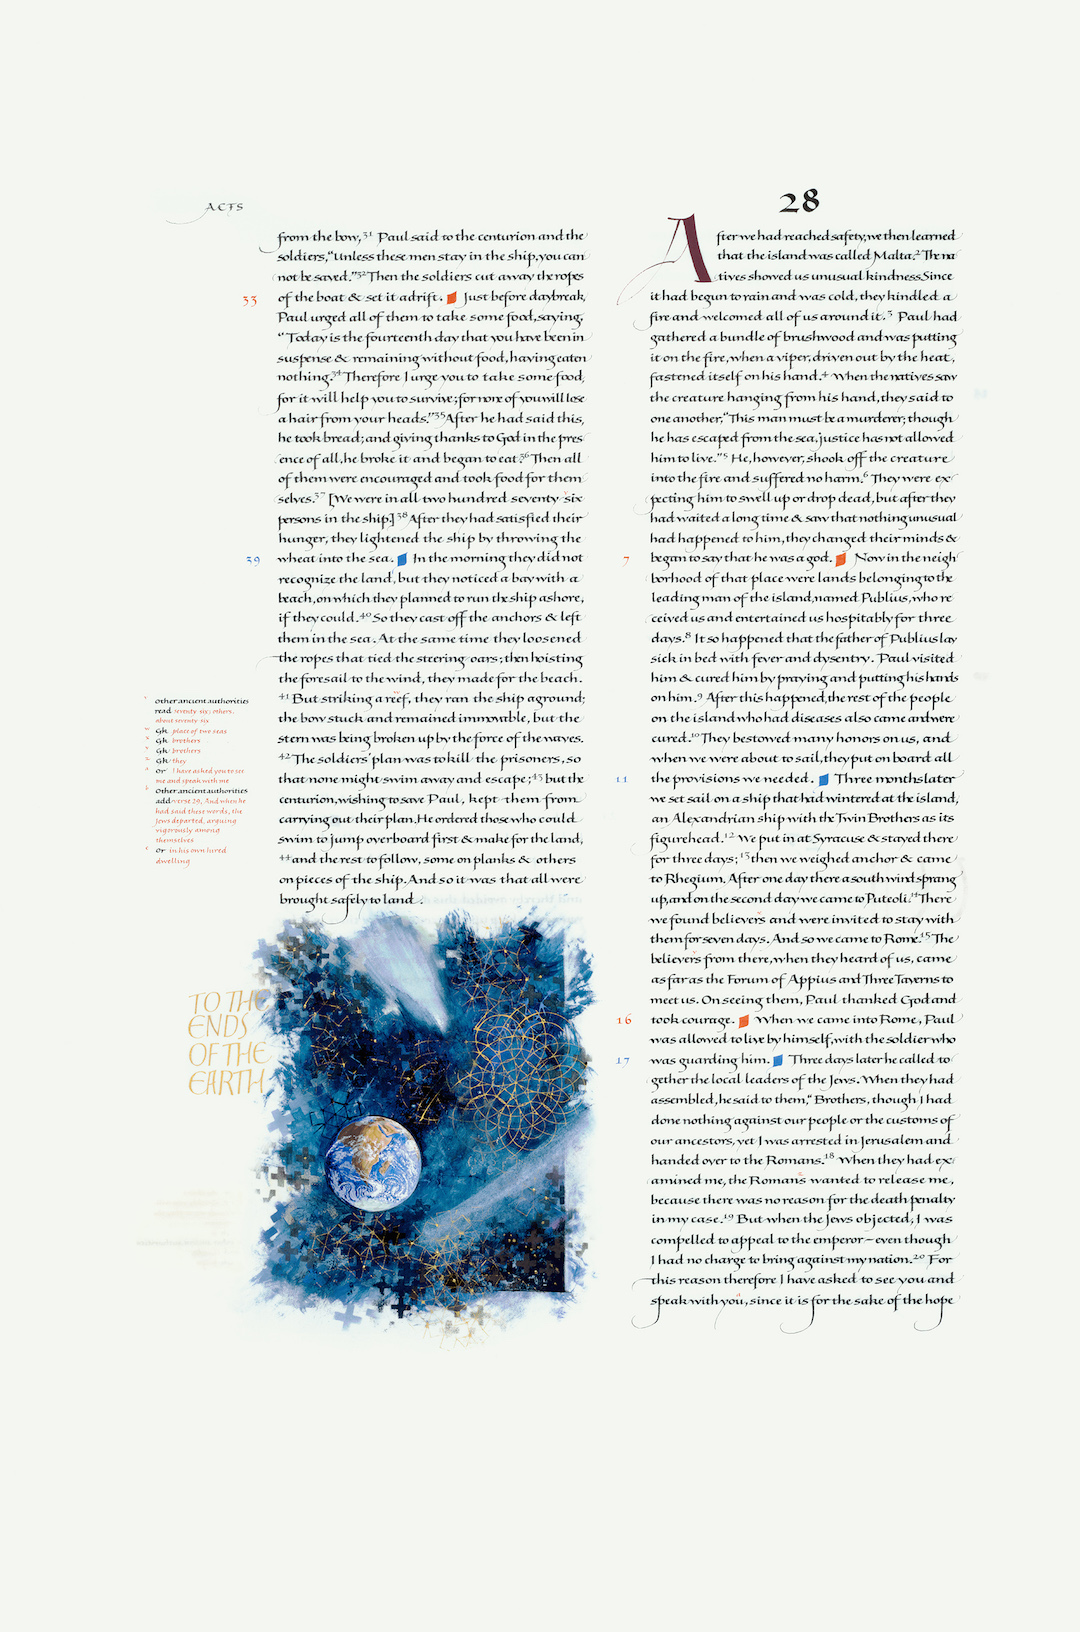 ACTS
from the bow, 31 Paul said to the centurion and the
soldiers, "Unless these men stay in the ship, you can
not be saved." 32 Then the soldiers cut away the ropes
33 of the boat & set it adrift. Just before daybreak,
Paul urged all of them to take some food, saying,
"Today is the fourteenth day that you have been in
suspense & remaining without food, having eaten
nothing. 34 Therefore I urge you to take some food,
for it will help you to survive; for none of you will lose
a hair from your heads." 35 After he had said this,
he took bread; and giving thanks to God in the pres
ence of all, he broke it and began to eat. 36 Then all
of them were encouraged and took food for them
selves. 37 [We were in all two hundred seventy-six
persons in the ship.] 38 After they had satisfied their
hunger, they lightened the ship by throwing the
39 wheat into the sea. In the morning they did not
recognize the land, but they noticed a bay with a
beach, on which they planned to run the ship ashore,
if they could. 40 So they cast off the anchors & left
them in the sea. At the same time they loosened
the ropes that tied the steering-oars; then hoisting
the foresail to the wind, they made for the beach.
41 But striking a reef, they ran the ship aground;
the bow stuck and remained immovable, but the
stern was being broken up by the force of the waves.
42 The soldiers' plan was to kill the prisoners, so
that none might swim away and escape; 43 but the
centurion, wishing to save Paul, kept them from
carrying out their plan. He ordered those who could
swim to jump overboard first & make for the land,
44 and the rest to follow, some on planks & others
on pieces of the ship. And so it was that all were
brought safely to land.
Other ancient authorities
read seventy-six; others,
about seventy-six
w Gk place of two seas
x Gk brothers
y Gk brothers
z Gk they
a Or I have asked you to see
me and speak with me
b Other ancient authorities
add verse 29, And when he
had said these words, the
Jews departed, arguing
vigorously among
themselves
c Or in his own hired
dwelling
TO THE
ENDS
OF THE
EARTH
28
After we had reached safety, we then learned
that the island was called Malta. 2 The na
tives showed us unusual kindness. Since
it had begun to rain and was cold, they kindled a
fire and welcomed all of us around it. 3 Paul had
gathered a bundle of brushwood and was putting
it on the fire, when a viper, driven out by the heat,
fastened itself on his hand. 4 When the natives saw
the creature hanging from his hand, they said to
one another, "This man must be a murderer; though
he has escaped from the sea, justice has not allowed
him to live." 5 He, however, shook off the creature
into the fire and suffered no harm. 6 They were ex
pecting him to swell up or drop dead, but after they
had waited a long time & saw that nothing unusual
had happened to him, they changed their minds &
7 began to say that he was a god. Now in the neigh
borhood of that place were lands belonging to the
leading man of the island, named Publius, who re
ceived us and entertained us hospitably for three
days. 8 It so happened that the father of Publius lay
sick in bed with fever and dysentry. Paul visited
him & cured him by praying and putting his hands
on him. 9 After this happened, the rest of the people
on the island who had diseases also came and were
cured. 10 They bestowed many honors on us, and
when we were about to sail, they put on board all
11 the provisions we needed. Three months later
we set sail on a ship that had wintered at the island,
an Alexandrian ship with the Twin Brothers as its
figurehead. 12 We put in at Syracuse & stayed there
for three days; 13 then we weighed anchor & came
to Rhegium. After one day there a south wind sprang
up, and on the second day we came to Puteoli. 14 There
we found believers and were invited to stay with
them for seven days. And so we came to Rome. 15 The
believers from there, when they heard of us, came
as far as the Forum of Appius and Three Taverns to
meet us. On seeing them, Paul thanked God and
16 took courage. When we came into Rome, Paul
was allowed to live by himself, with the soldier who
17 was guarding him. Three days later he called to
gether the local leaders of the Jews. When they had
assembled, he said to them, "Brothers, though I had
done nothing against our people or the customs of
our ancestors, yet I was arrested in Jerusalem and
handed over to the Romans. 18 When they had ex
amined me, the Romans wanted to release me,
because there was no reason for the death penalty
in my case. 19 But when the Jews objected, I was
compelled to appeal to the emperor – even though
I had no charge to bring against my nation. 20 For
this reason therefore I have asked to see you and
speak with you, since it is for the sake of the hope